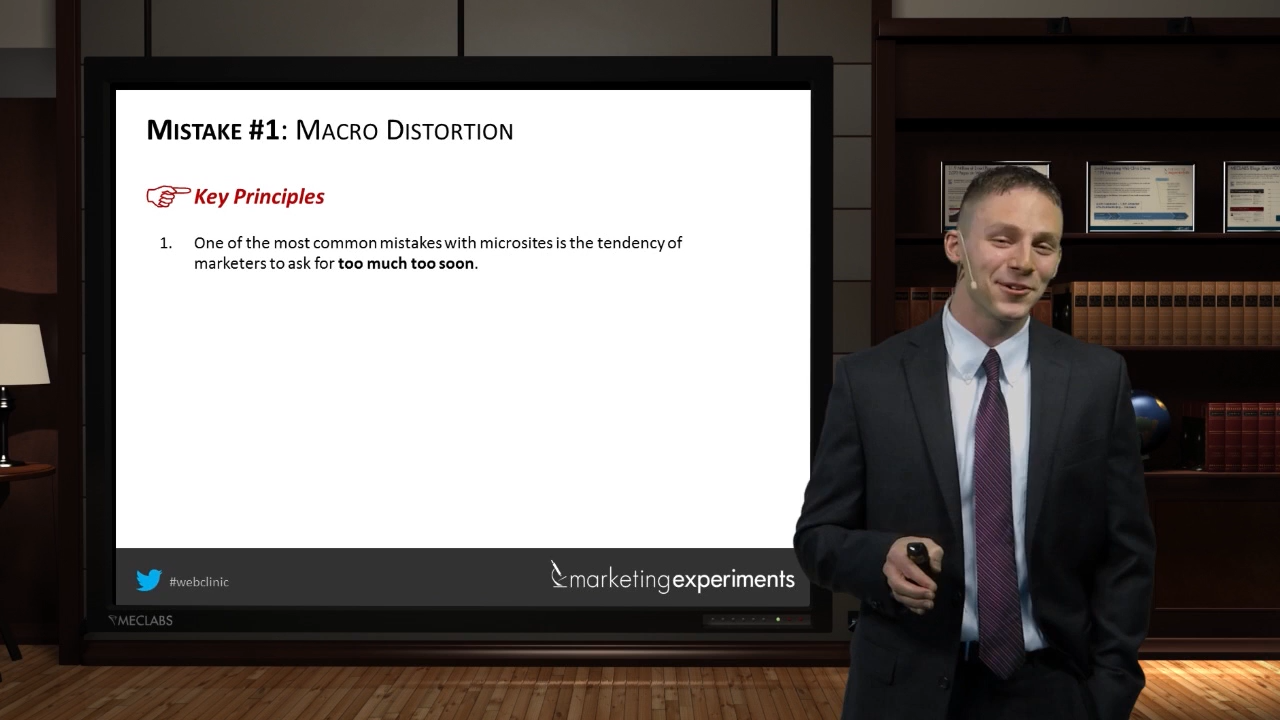 MISTAKE #1: MACRO DISTORTION
Key Principles
1. One of the most common mistakes with microsites is the tendency of
marketers to ask for too much too soon.
#webclinic
marketingexperiments
MECLABS